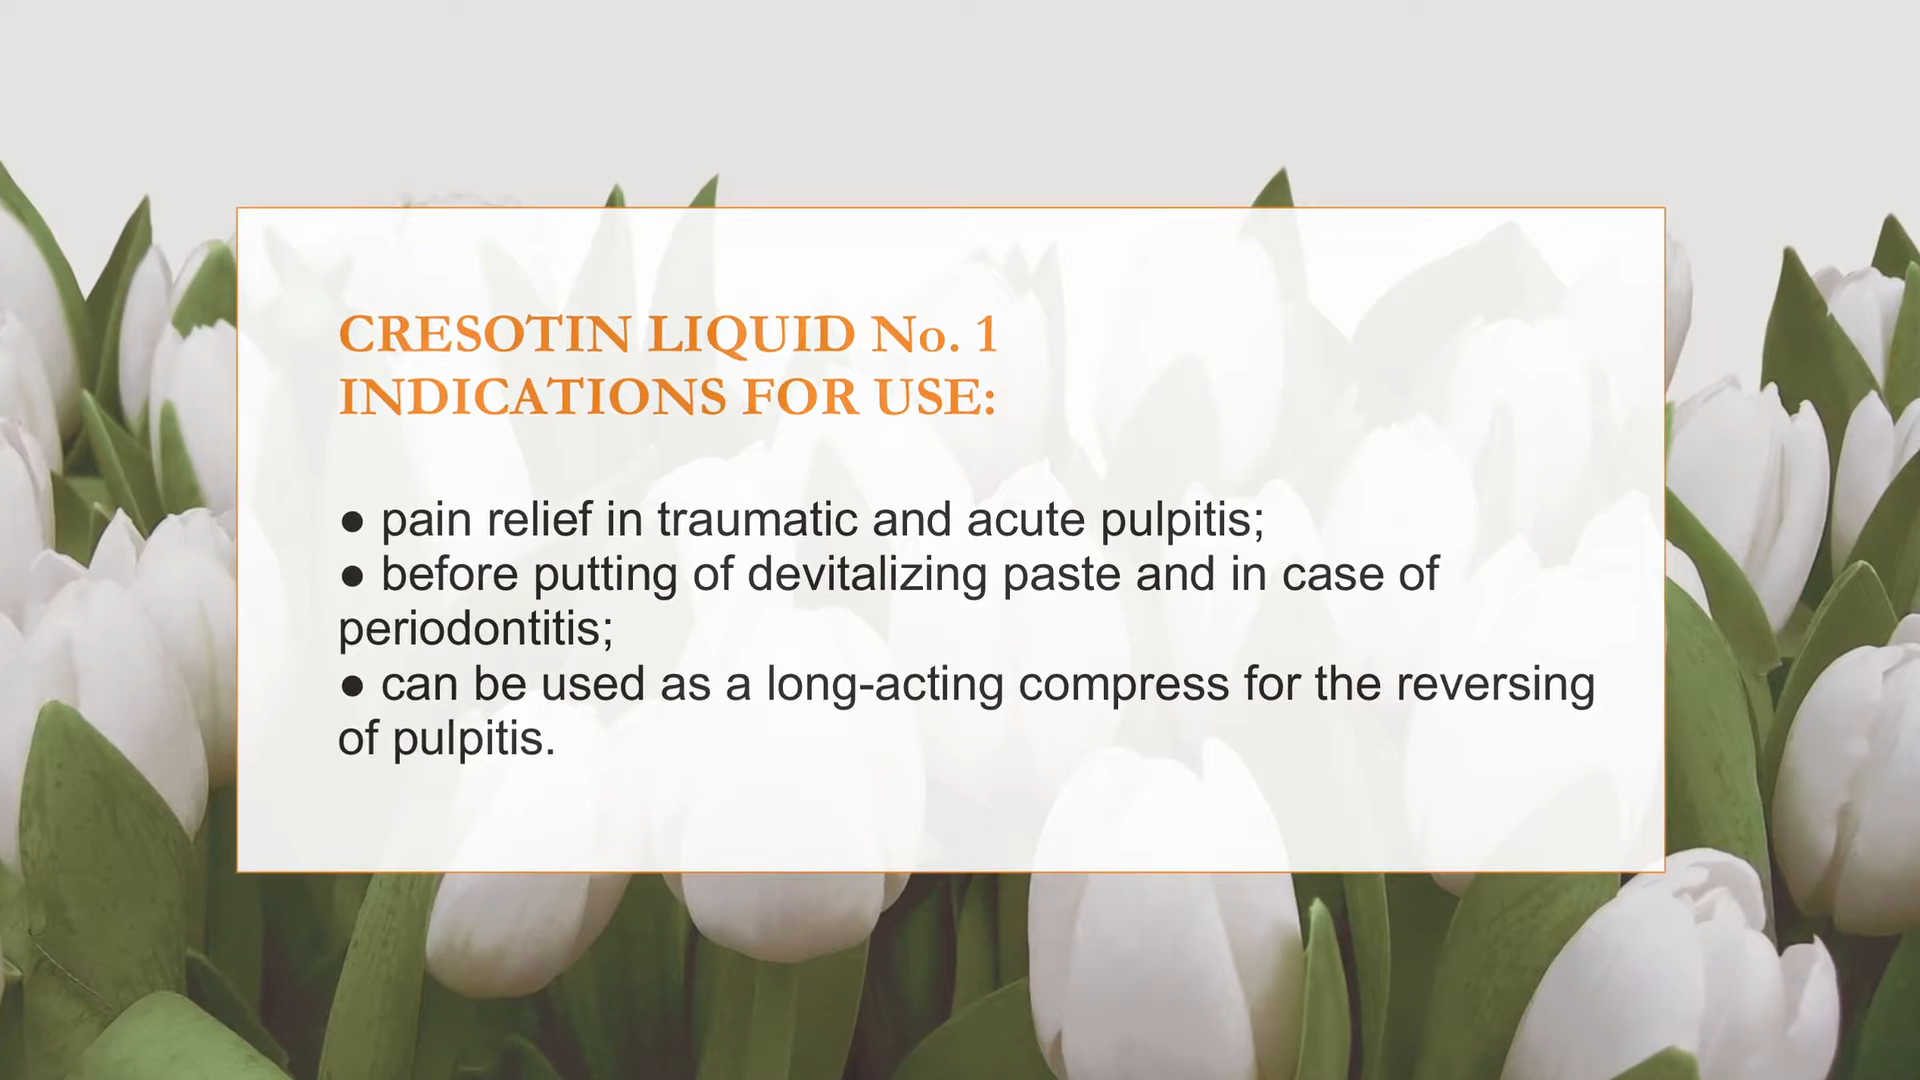 CRESOTIN LIQUID No. 1
INDICATIONS FOR USE:
● pain relief in traumatic and acute pulpitis;
● before putting of devitalizing paste and in case of
periodontitis;
● can be used as a long-acting compress for the reversing
of pulpitis.